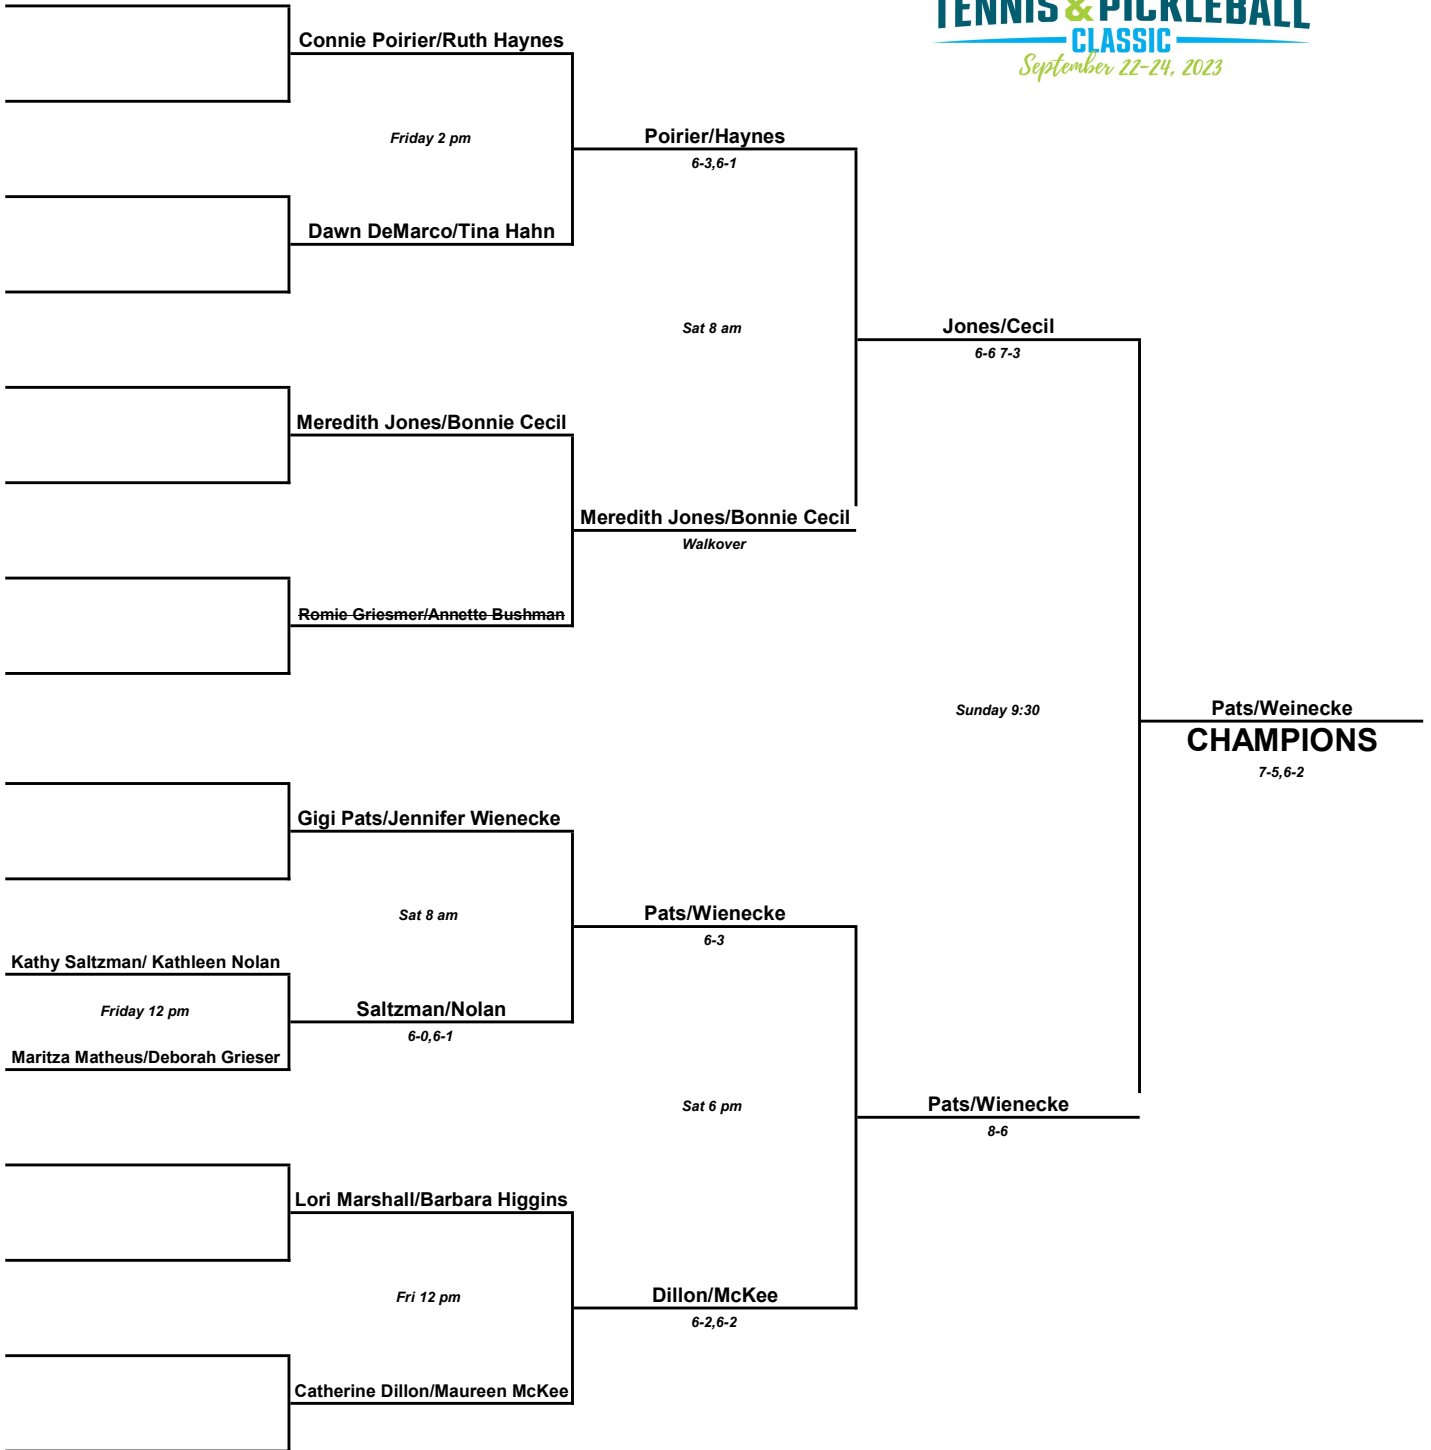 TENNIS & PICKLEBALL
CLASSIC
September 22-24, 2023
Connie Poirier/Ruth Haynes
Friday 2 pm
Poirier/Haynes
6-3,6-1
Dawn DeMarco/Tina Hahn
Sat 8 am
Jones/Cecil
6-6 7-3
Meredith Jones/Bonnie Cecil
Meredith Jones/Bonnie Cecil
Walkover
Romie Griesmer/Annette Bushman
Sunday 9:30
Pats/Weinecke
CHAMPIONS
7-5,6-2
Gigi Pats/Jennifer Wienecke
Sat 8 am
Pats/Wienecke
6-3
Kathy Saltzman/ Kathleen Nolan
Friday 12 pm
Saltzman/Nolan
6-0,6-1
Maritza Matheus/Deborah Grieser
Sat 6 pm
Pats/Wienecke
8-6
Lori Marshall/Barbara Higgins
Fri 12 pm
Dillon/McKee
6-2,6-2
Catherine Dillon/Maureen McKee